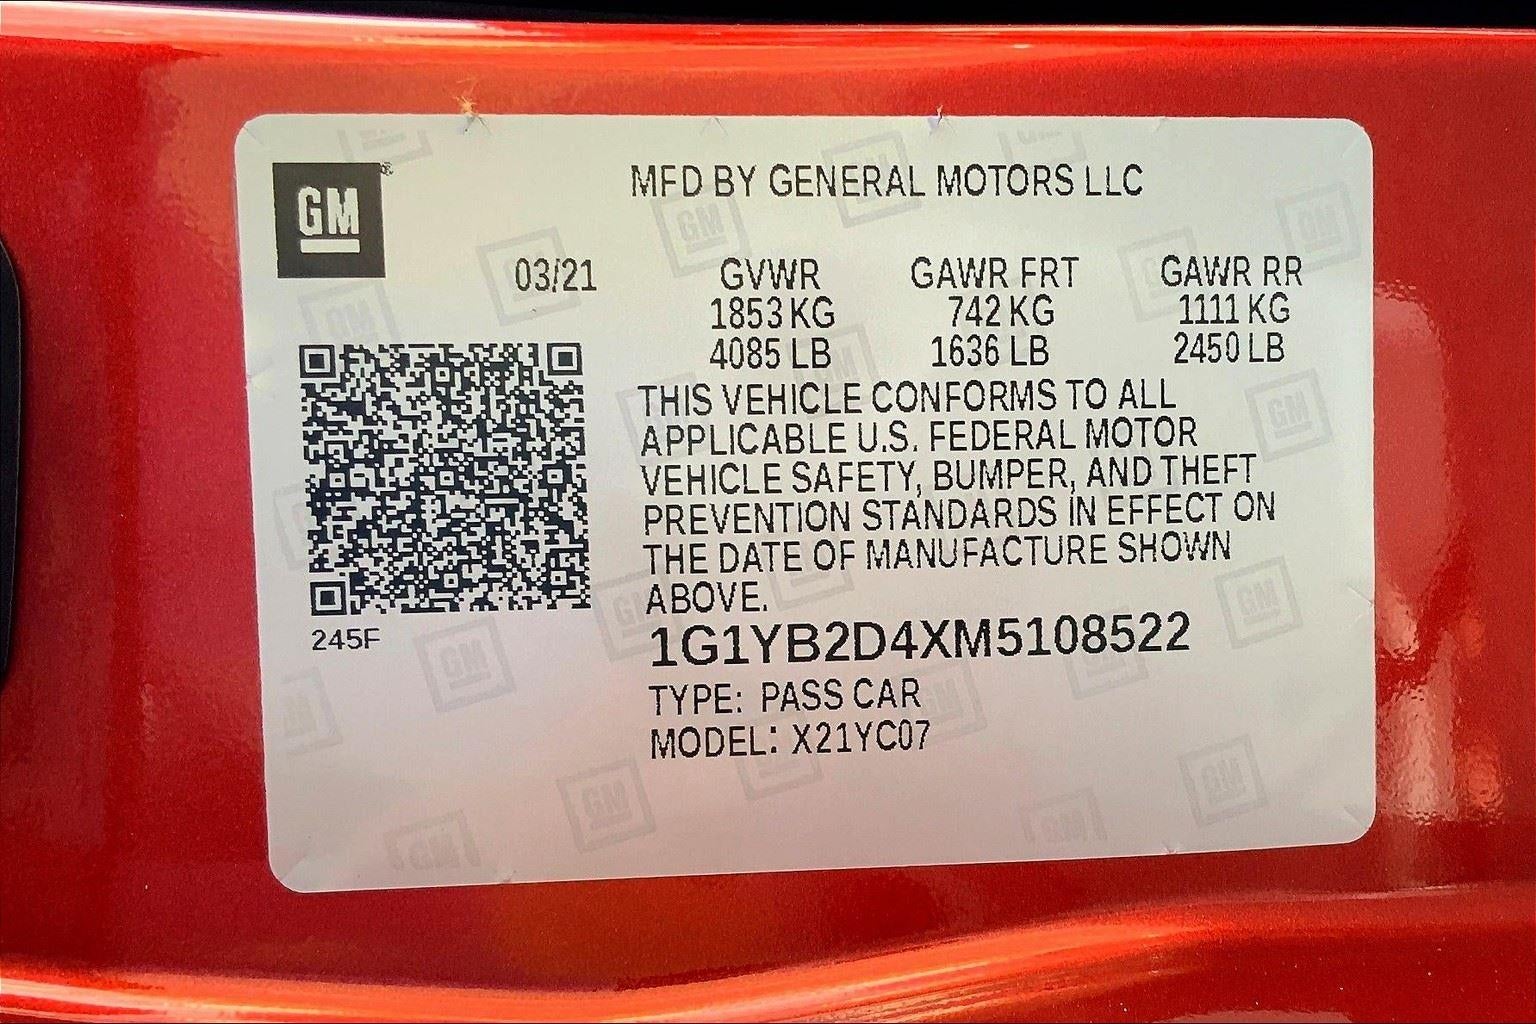 GM
MFD BY GENERAL MOTORS LLC
03/21 GVWR GAWR FRT GAWR RR
1853 KG 742 KG 1111 KG
4085 LB 1636 LB 2450 LB
THIS VEHICLE CONFORMS TO ALL
APPLICABLE U.S. FEDERAL MOTOR
VEHICLE SAFETY, BUMPER, AND THEFT
PREVENTION STANDARDS IN EFFECT ON
THE DATE OF MANUFACTURE SHOWN
ABOVE.
245F
1G1YB2D4XM5108522
TYPE: PASS CAR
MODEL: X21YC07